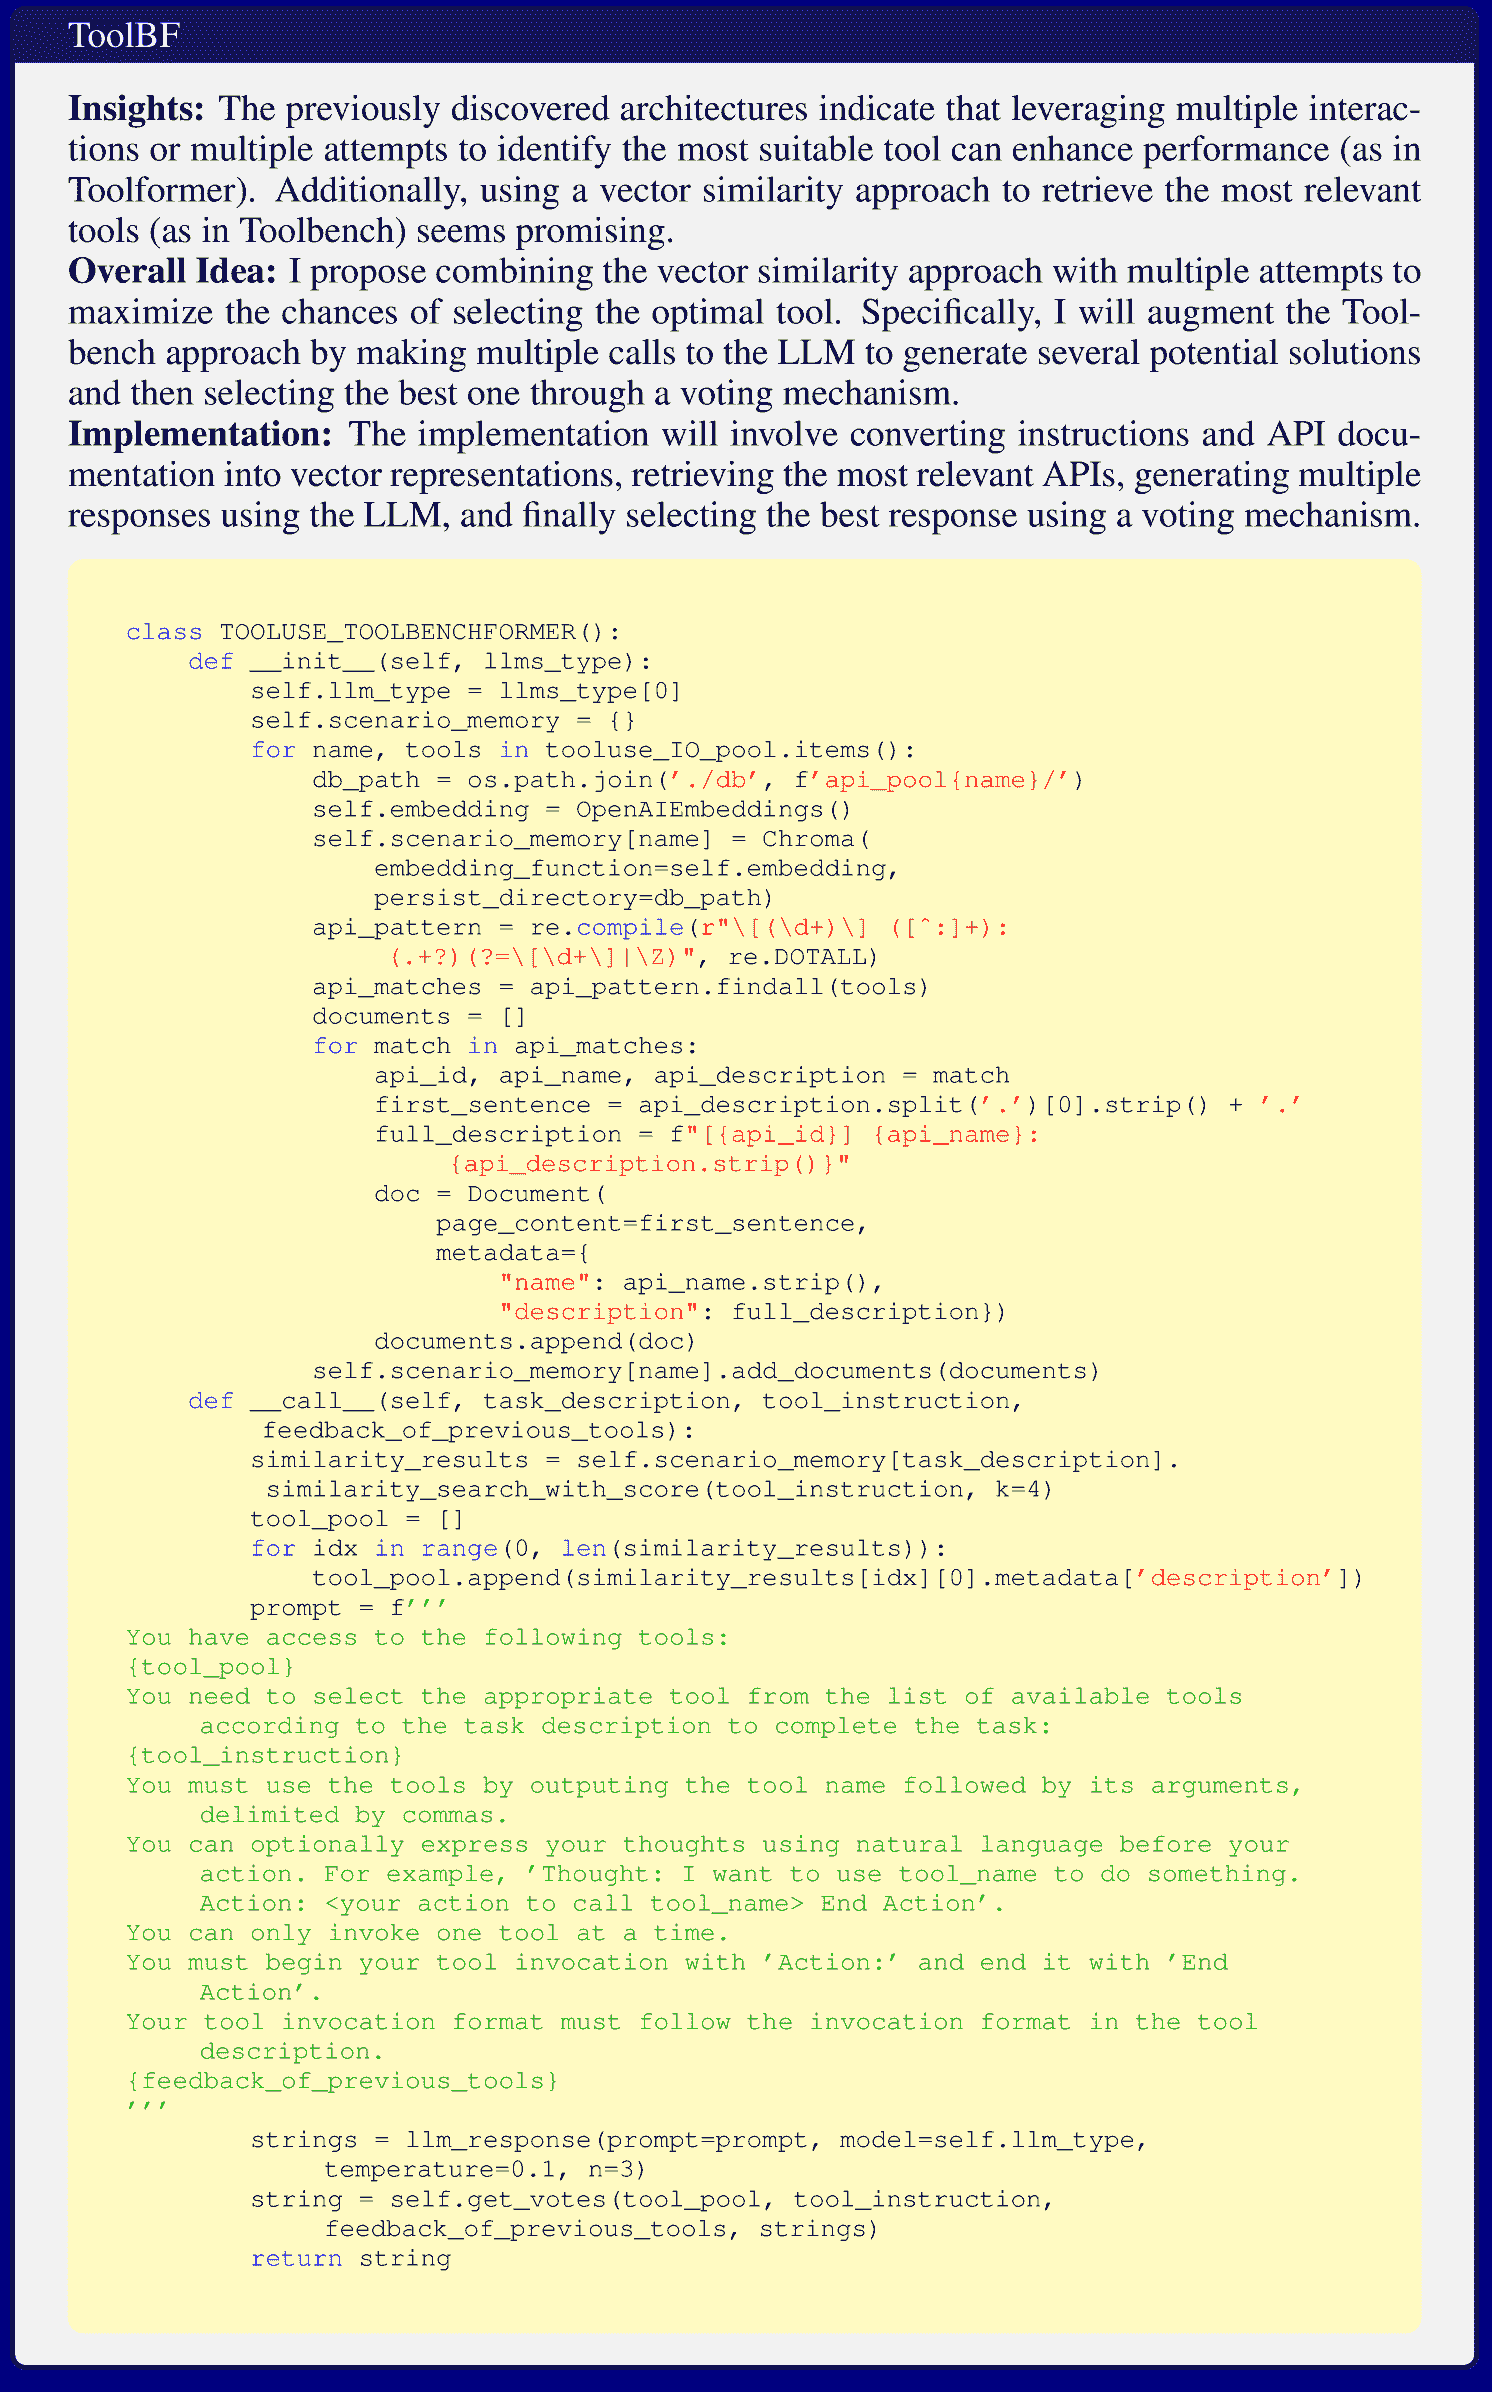 ToolBF
Insights: The previously discovered architectures indicate that leveraging multiple interac-
tions or multiple attempts to identify the most suitable tool can enhance performance (as in
Toolformer). Additionally, using a vector similarity approach to retrieve the most relevant
tools (as in Toolbench) seems promising.
Overall Idea: I propose combining the vector similarity approach with multiple attempts to
maximize the chances of selecting the optimal tool. Specifically, I will augment the Tool-
bench approach by making multiple calls to the LLM to generate several potential solutions
and then selecting the best one through a voting mechanism.
Implementation: The implementation will involve converting instructions and API docu-
mentation into vector representations, retrieving the most relevant APIs, generating multiple
responses using the LLM, and finally selecting the best response using a voting mechanism.
class TOOLUSE_TOOLBENCHFORMER():
    def __init__(self, llms_type):
        self.llm_type = llms_type[0]
        self.scenario_memory = {}
        for name, tools in tooluse_IO_pool.items():
            db_path = os.path.join('./db', f'api_pool{name}/')
            self.embedding = OpenAIEmbeddings()
            self.scenario_memory[name] = Chroma(
                embedding_function=self.embedding,
                persist_directory=db_path)
            api_pattern = re.compile(r"\[(\d+)\] ([^:]+):
                 (.+?)(?=\[\d+\]|\Z)", re.DOTALL)
            api_matches = api_pattern.findall(tools)
            documents = []
            for match in api_matches:
                api_id, api_name, api_description = match
                first_sentence = api_description.split('.')[0].strip() + '.'
                full_description = f"[{api_id}] {api_name}:
                     {api_description.strip()}"
                doc = Document(
                    page_content=first_sentence,
                    metadata={
                        "name": api_name.strip(),
                        "description": full_description})
                documents.append(doc)
            self.scenario_memory[name].add_documents(documents)
    def __call__(self, task_description, tool_instruction,
         feedback_of_previous_tools):
        similarity_results = self.scenario_memory[task_description].
         similarity_search_with_score(tool_instruction, k=4)
        tool_pool = []
        for idx in range(0, len(similarity_results)):
            tool_pool.append(similarity_results[idx][0].metadata['description'])
        prompt = f'''
You have access to the following tools:
{tool_pool}
You need to select the appropriate tool from the list of available tools
     according to the task description to complete the task:
{tool_instruction}
You must use the tools by outputing the tool name followed by its arguments,
     delimited by commas.
You can optionally express your thoughts using natural language before your
     action. For example, 'Thought: I want to use tool_name to do something.
     Action: <your action to call tool_name> End Action'.
You can only invoke one tool at a time.
You must begin your tool invocation with 'Action:' and end it with 'End
     Action'.
Your tool invocation format must follow the invocation format in the tool
     description.
{feedback_of_previous_tools}
'''
        strings = llm_response(prompt=prompt, model=self.llm_type,
             temperature=0.1, n=3)
        string = self.get_votes(tool_pool, tool_instruction,
             feedback_of_previous_tools, strings)
        return string